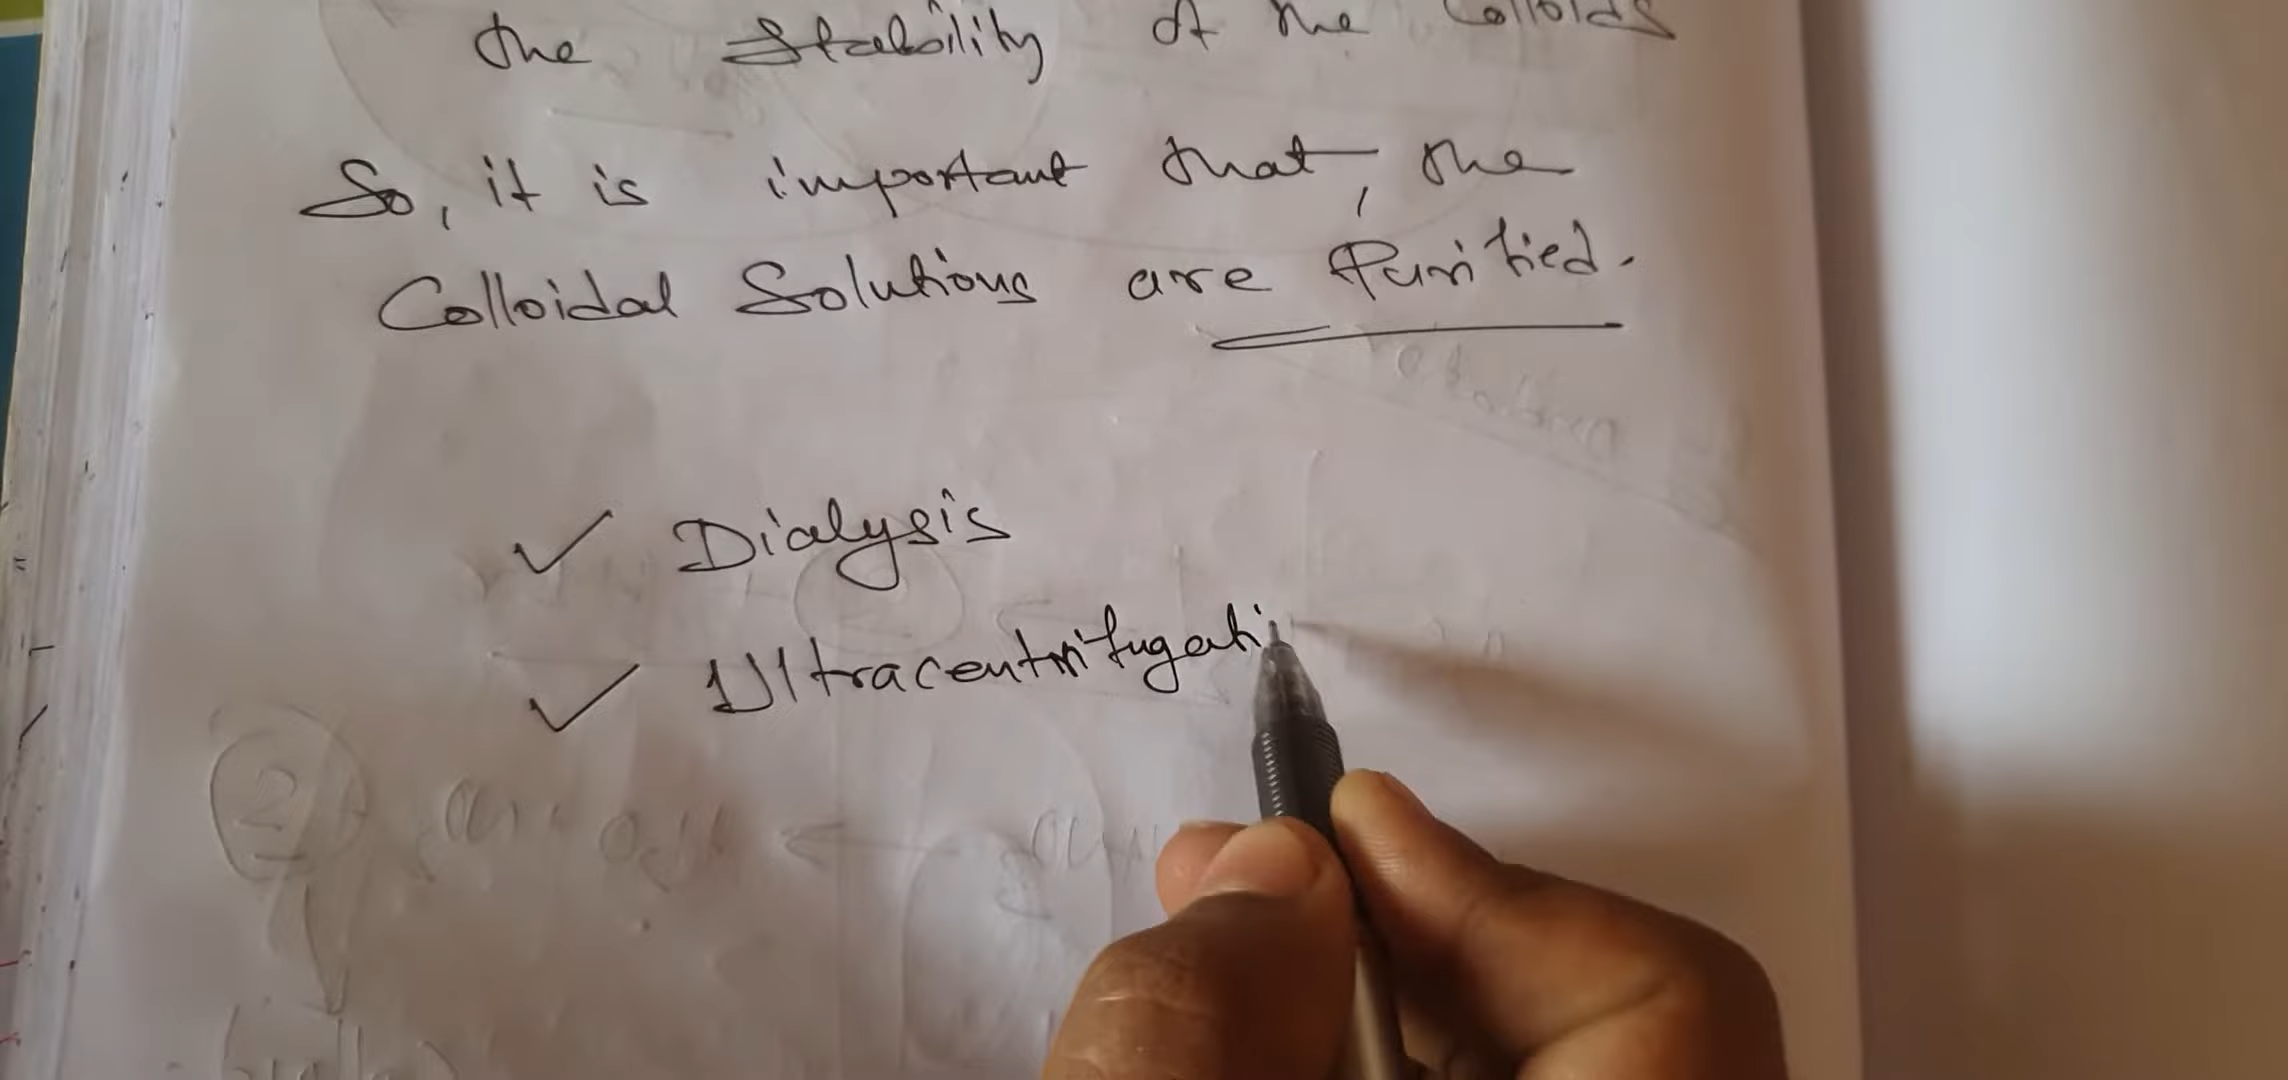 the stability of the colloids
So, it is important that, the
Colloidal Solutions are Purified.
✓ Dialysis
✓ Ultracentrifugati